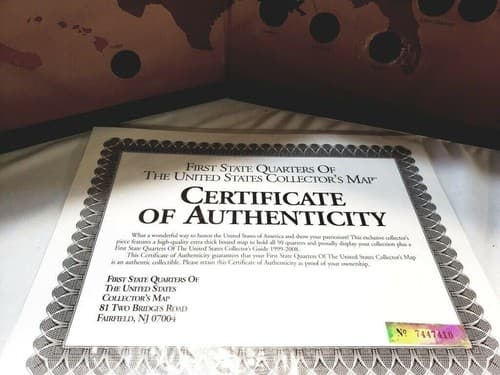 First State Quarters Of
The United States Collector's Map™
Certificate
of Authenticity
What a wonderful way to honor the United States of America and show your patriotism! This exclusive collector's
piece features a high-quality extra thick bound map to hold all 50 quarters and proudly display your collection plus a
First State Quarters Of The United States Collectors Guide 1999-2008.
This Certificate of Authenticity guarantees that your First State Quarters Of The United States Collector's Map
is an authentic collectible. Please retain this Certificate of Authenticity as proof of your ownership.
First State Quarters Of
The United States
Collector's Map
81 Two Bridges Road
Fairfield, NJ 07004
No 7447410